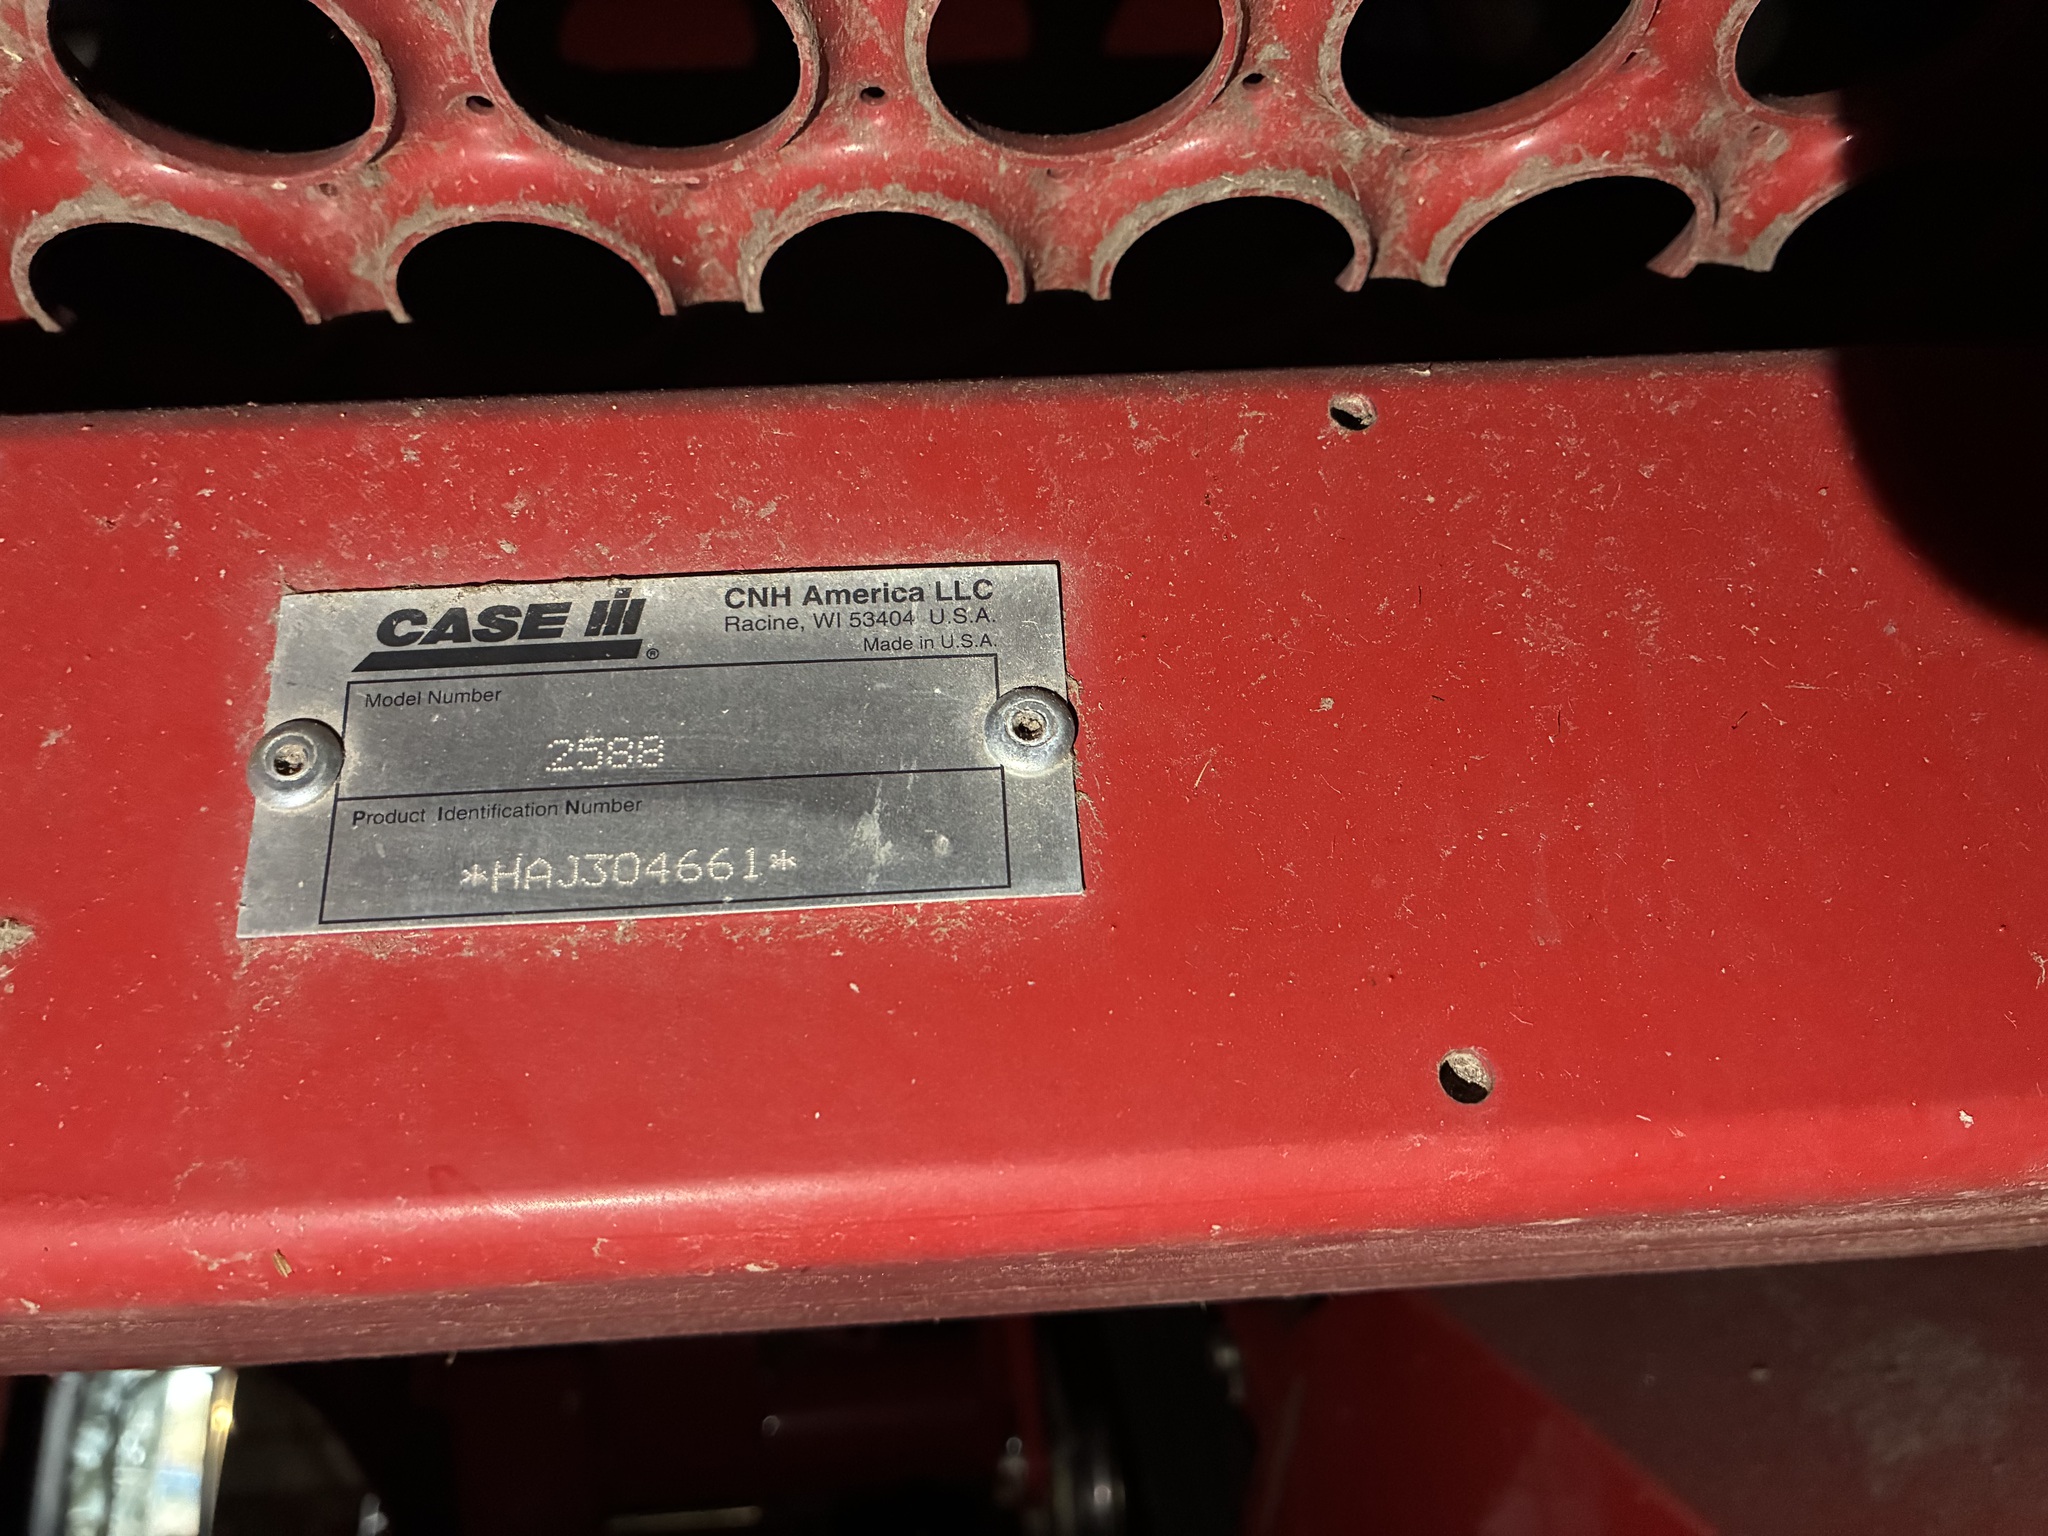 CASE IH ®
CNH America LLC
Racine, WI 53404 U.S.A.
Made in U.S.A.
Model Number
2588
Product Identification Number
*HAJ304661*